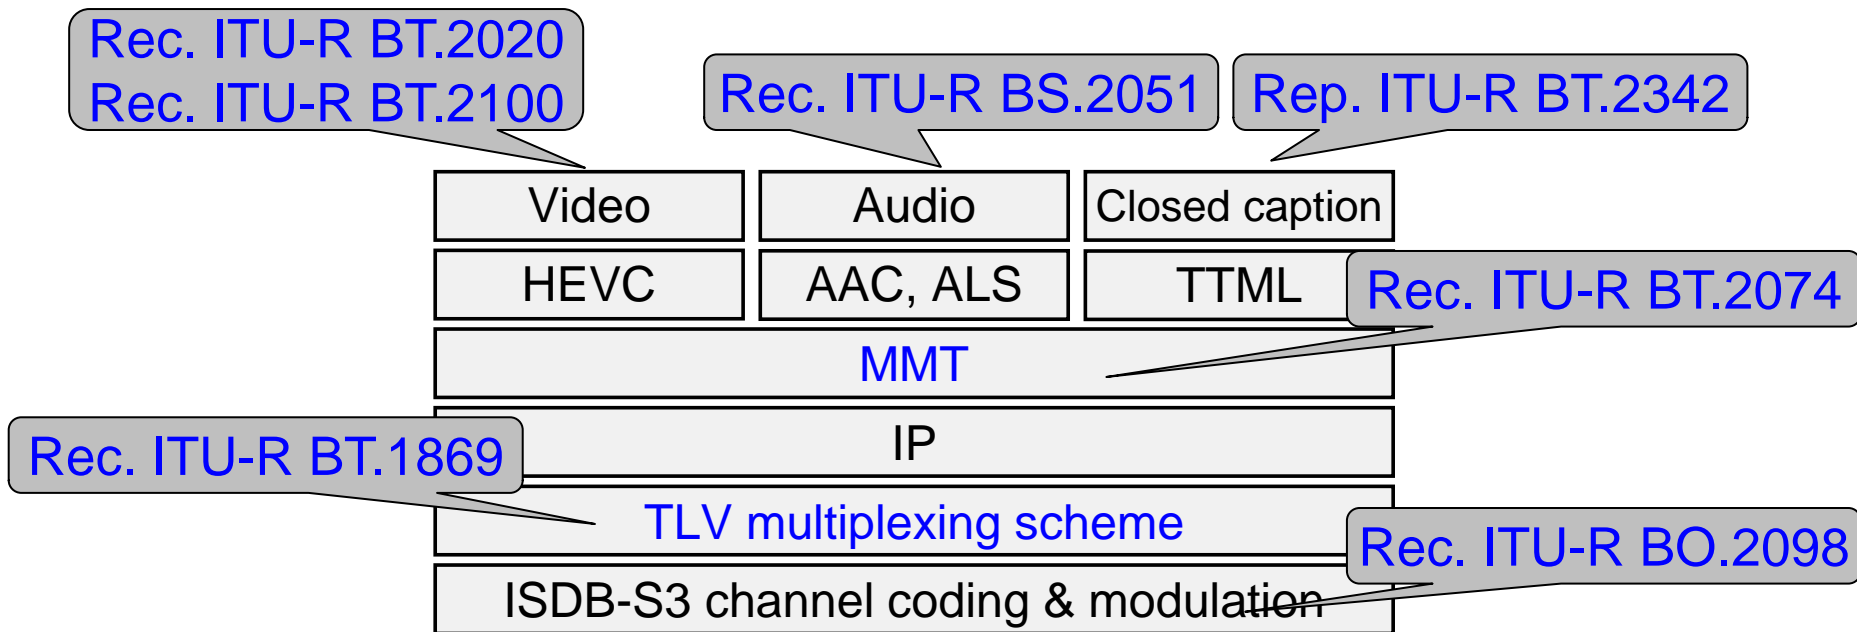 Rec. ITU-R BT.2020
Rec. ITU-R BT.2100
Rec. ITU-R BS.2051
Rep. ITU-R BT.2342
Video
Audio
Closed caption
HEVC
AAC, ALS
TTML
Rec. ITU-R BT.2074
MMT
IP
Rec. ITU-R BT.1869
TLV multiplexing scheme
Rec. ITU-R BO.2098
ISDB-S3 channel coding & modulation